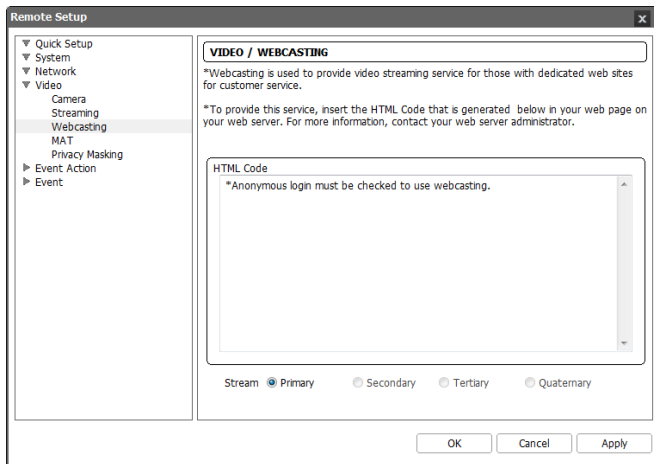 Remote Setup
x
Quick Setup
System
Network
Video
Camera
Streaming
Webcasting
MAT
Privacy Masking
Event Action
Event
VIDEO / WEBCASTING
*Webcasting is used to provide video streaming service for those with dedicated web sites
for customer service.
*To provide this service, insert the HTML Code that is generated below in your web page on
your web server. For more information, contact your web server administrator.
HTML Code
*Anonymous login must be checked to use webcasting.
Stream Primary Secondary Tertiary Quaternary
OK Cancel Apply